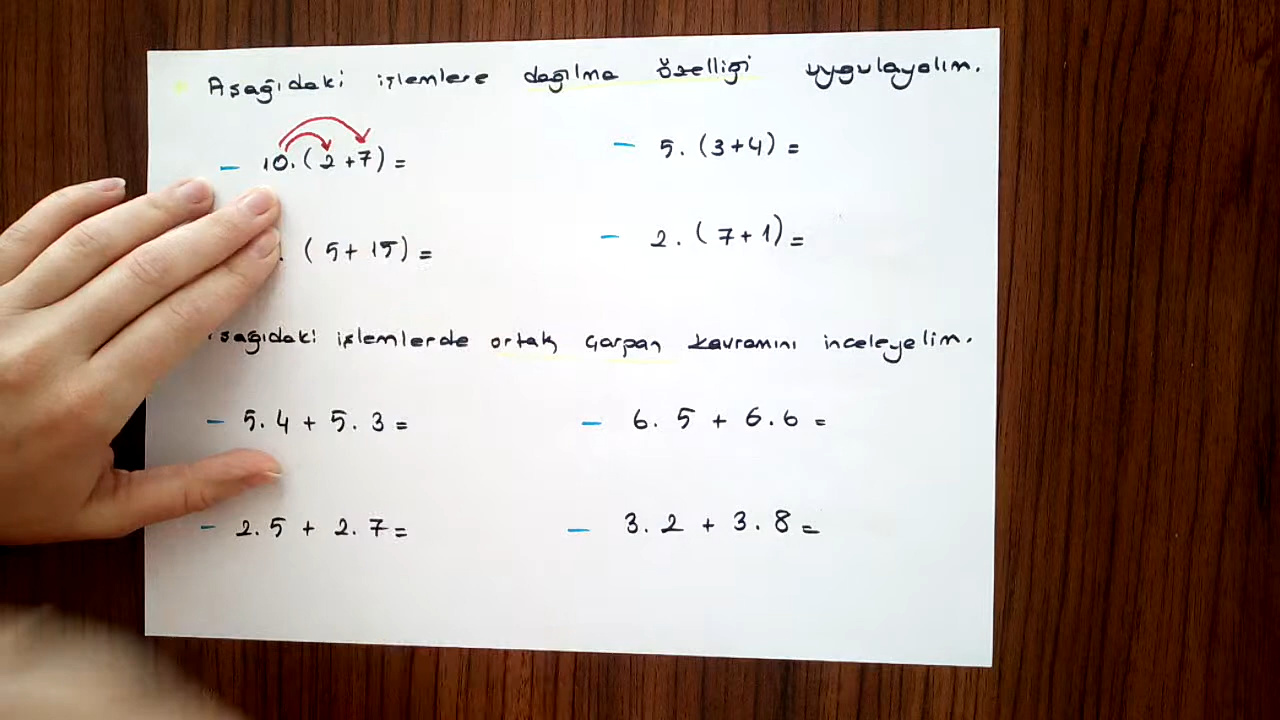 Aşağıdaki işlemlere dağılma özelliği uygulayalım.
- 10.(2+7)=
- 5.(3+4)=
. (5+15)=
- 2.(7+1)=
şağıdaki işlemlerde ortak çarpan kavramını inceleyelim.
- 5.4 + 5.3=
- 6.5 + 6.6=
- 2.5 + 2.7=
- 3.2 + 3.8=